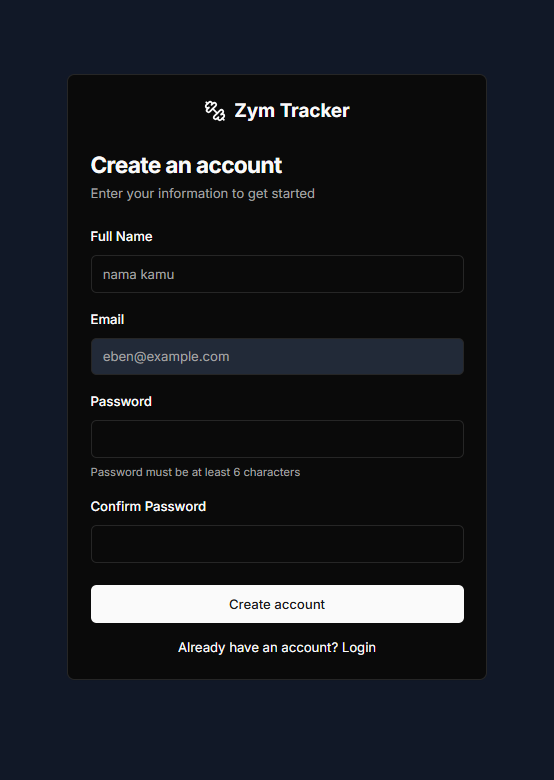 Zym Tracker
Create an account
Enter your information to get started
Full Name
nama kamu
Email
eben@example.com
Password
Password must be at least 6 characters
Confirm Password
Create account
Already have an account? Login